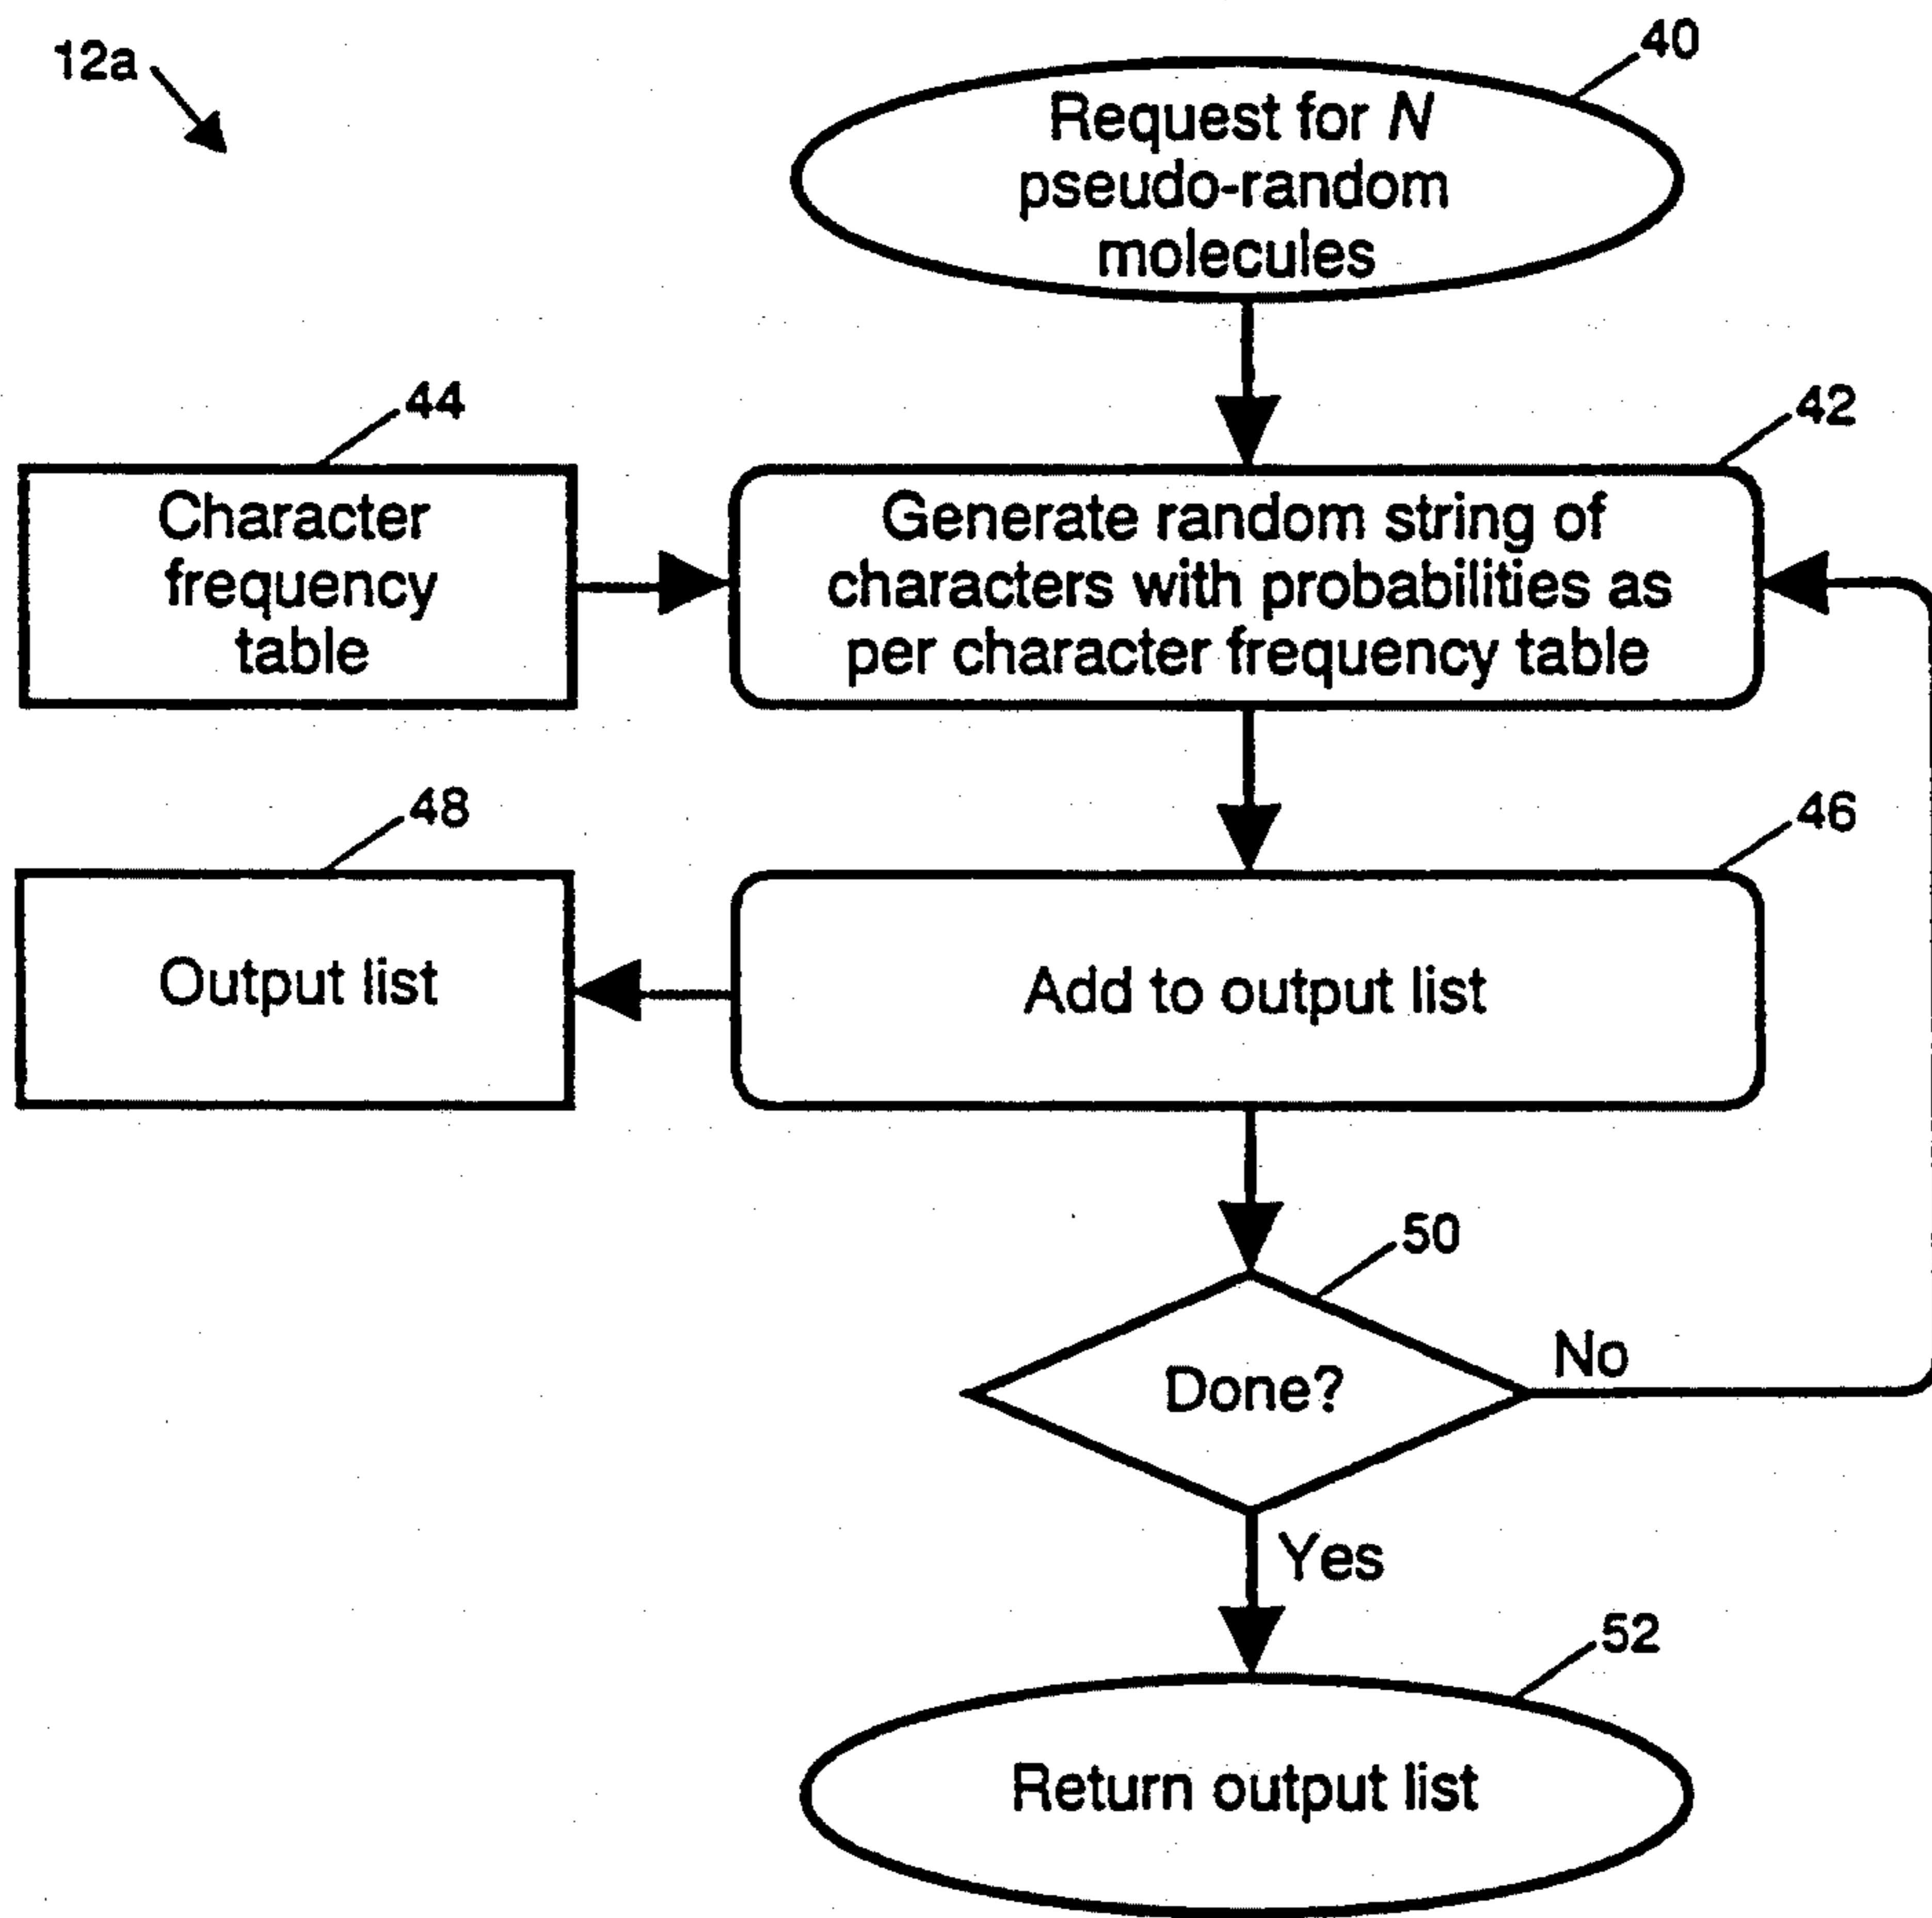 12a
40
Request for N
pseudo-random
molecules
44
42
Character
frequency
table
Generate random string of
characters with probabilities as
per character frequency table
48
46
Output list
Add to output list
50
Done?
No
Yes
52
Return output list